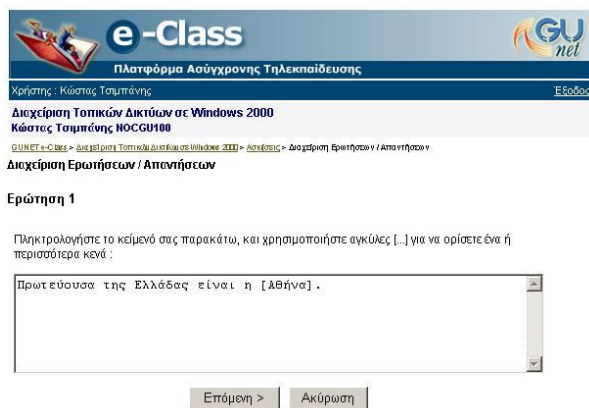 e-Class
GU
net
Πλατφόρμα Ασύγχρονης Τηλεκπαίδευσης
Χρήστης : Κώστας Τσιμπάνης
Έξοδος
Διαχείριση Τοπικών Δικτύων σε Windows 2000
Κώστας Τσιμπάνης NOCGU100
GUNET e-Class > Διαχείριση Τοπικών Δικτύων σε Windows 2000 > Ασκήσεις > Διαχείριση Ερωτήσεων / Απαντήσεων
Διαχείριση Ερωτήσεων / Απαντήσεων
Ερώτηση 1
Πληκτρολογήστε το κείμενό σας παρακάτω, και χρησιμοποιήστε αγκύλες [...] για να ορίσετε ένα ή
περισσότερα κενά :
Πρωτεύουσα της Ελλάδας είναι η [Αθήνα].
Επόμενη > Ακύρωση